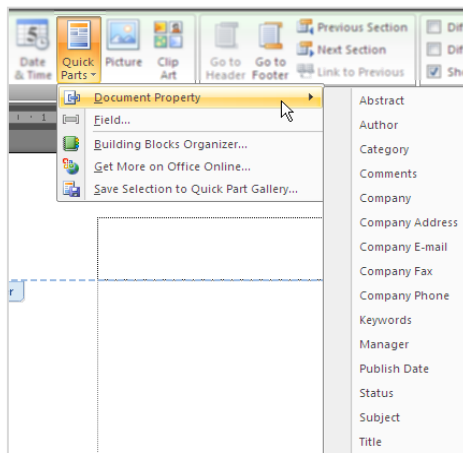 5
Date & Time
Quick Parts
Picture
Clip Art
Go to Header
Go to Footer
Previous Section
Next Section
Link to Previous
Dif
Dif
Sho
Document Property
Field...
Building Blocks Organizer...
Get More on Office Online...
Save Selection to Quick Part Gallery...
1
r
Abstract
Author
Category
Comments
Company
Company Address
Company E-mail
Company Fax
Company Phone
Keywords
Manager
Publish Date
Status
Subject
Title